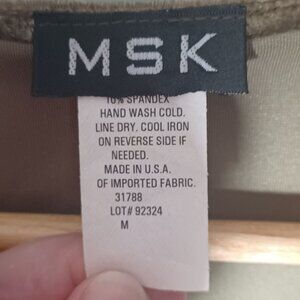 MSK
10% SPANDEX
HAND WASH COLD.
LINE DRY. COOL IRON
ON REVERSE SIDE IF
NEEDED.
MADE IN U.S.A.
OF IMPORTED FABRIC.
31788
LOT# 92324
M